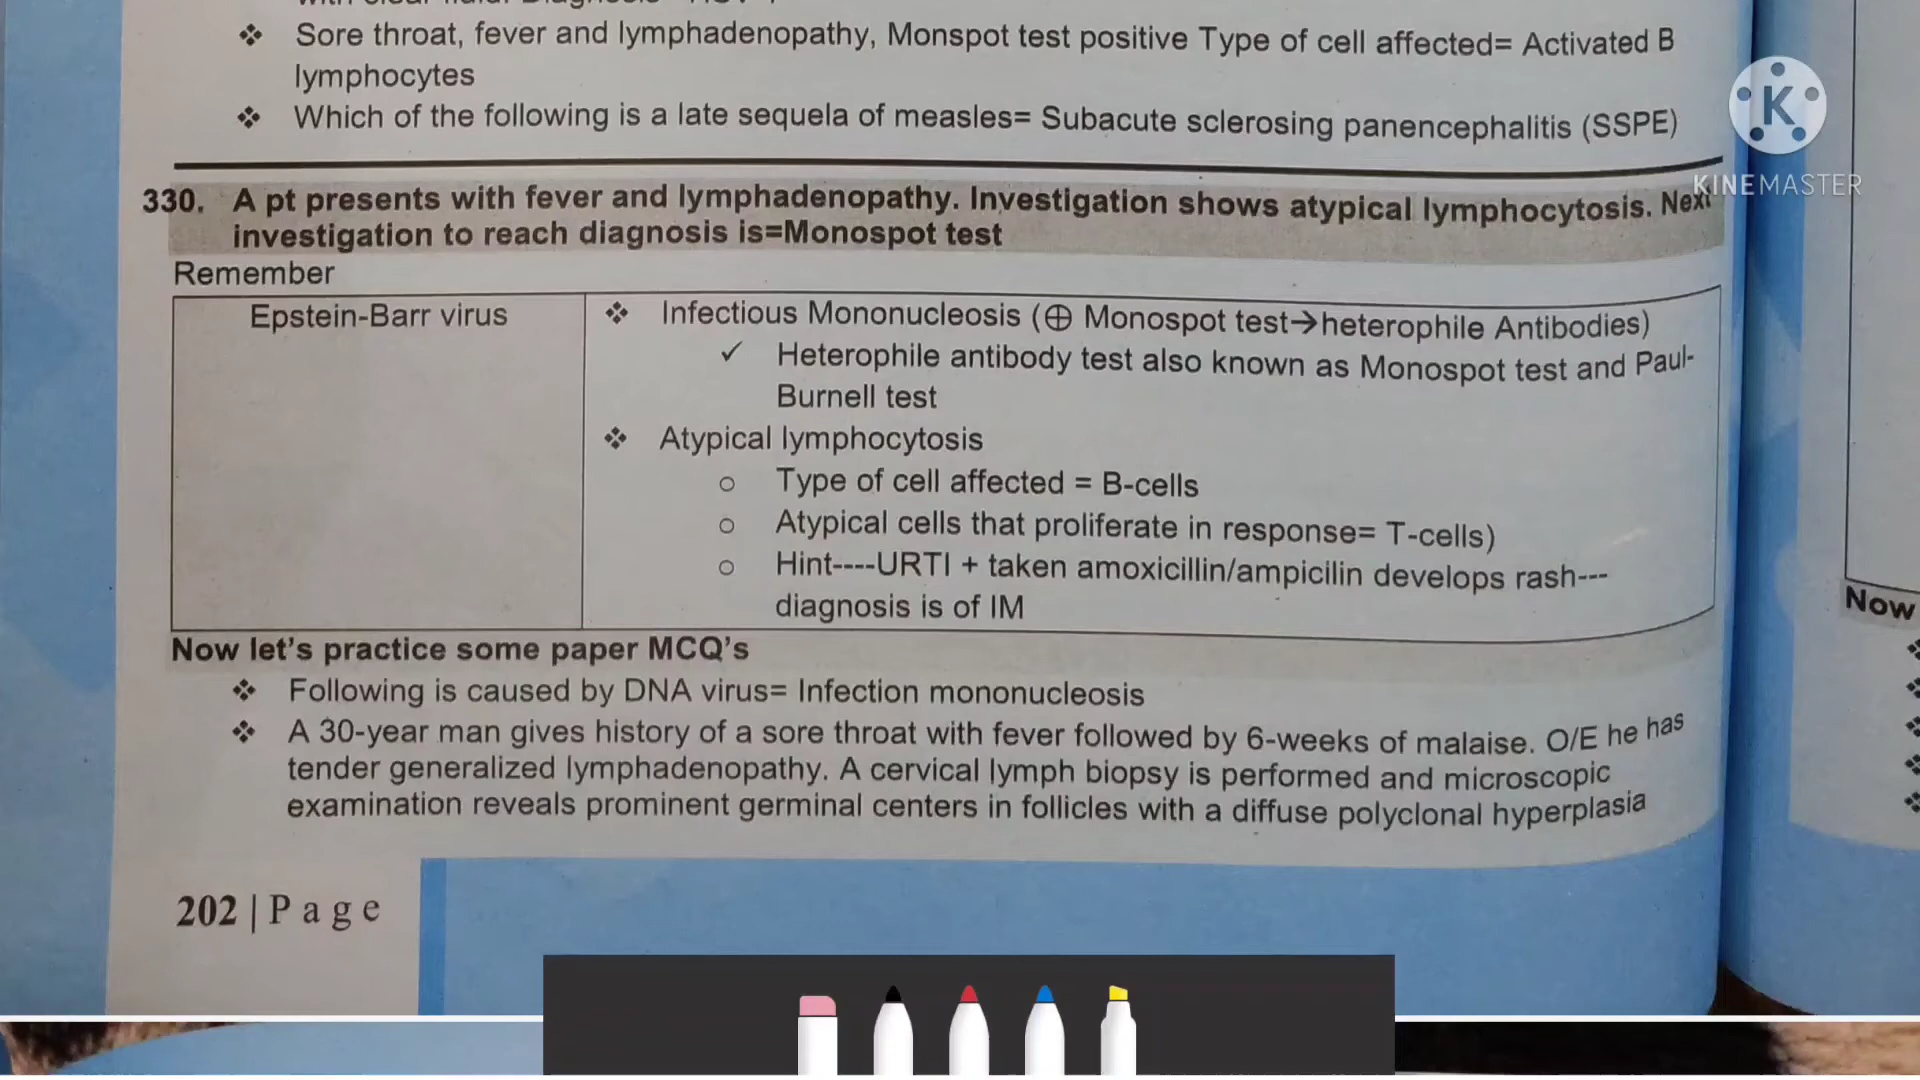 ❖ Sore throat, fever and lymphadenopathy, Monspot test positive Type of cell affected= Activated B
lymphocytes
❖ Which of the following is a late sequela of measles= Subacute sclerosing panencephalitis (SSPE)
K
KINEMASTER
330. A pt presents with fever and lymphadenopathy. Investigation shows atypical lymphocytosis. Next
investigation to reach diagnosis is=Monospot test
Remember
Epstein-Barr virus
❖ Infectious Mononucleosis (⊕ Monospot test→heterophile Antibodies)
✓ Heterophile antibody test also known as Monospot test and Paul-
Burnell test
❖ Atypical lymphocytosis
o Type of cell affected = B-cells
o Atypical cells that proliferate in response= T-cells)
o Hint----URTI + taken amoxicillin/ampicilin develops rash---
diagnosis is of IM
Now let's practice some paper MCQ's
❖ Following is caused by DNA virus= Infection mononucleosis
❖ A 30-year man gives history of a sore throat with fever followed by 6-weeks of malaise. O/E he has
tender generalized lymphadenopathy. A cervical lymph biopsy is performed and microscopic
examination reveals prominent germinal centers in follicles with a diffuse polyclonal hyperplasia
202 | P a g e
Now